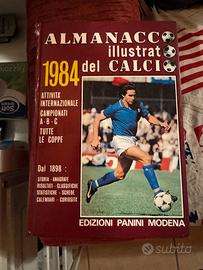 ALMANACCO
illustrato
1984 del CALCIO
ATTIVITÀ
INTERNAZIONALE
CAMPIONATI
A-B-C
TUTTE
LE COPPE
Dal 1898:
STORIA - ANAGRAFE
RISULTATI - CLASSIFICHE
STATISTICHE - SCHEDE
CALENDARI - CURIOSITÀ
EDIZIONI PANINI MODENA
subito